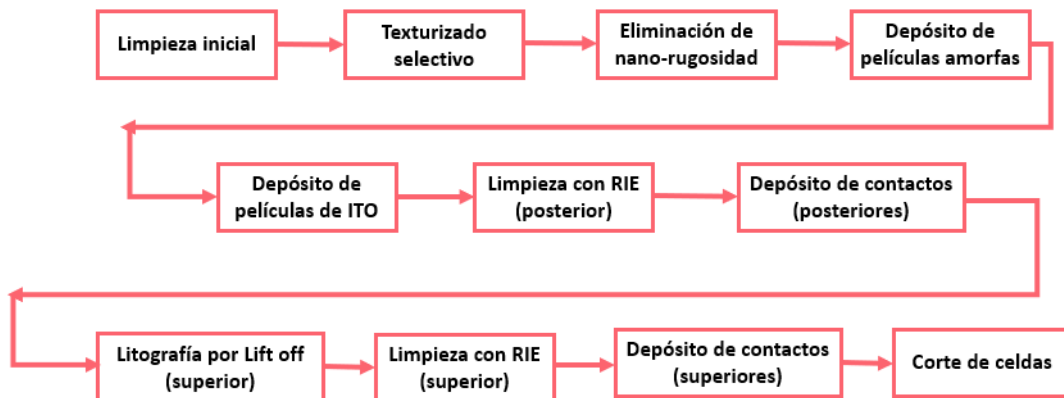 Limpieza inicial
Texturizado
selectivo
Eliminación de
nano-rugosidad
Depósito de
películas amorfas
Depósito de
películas de ITO
Limpieza con RIE
(posterior)
Depósito de contactos
(posteriores)
Litografía por Lift off
(superior)
Limpieza con RIE
(superior)
Depósito de contactos
(superiores)
Corte de celdas